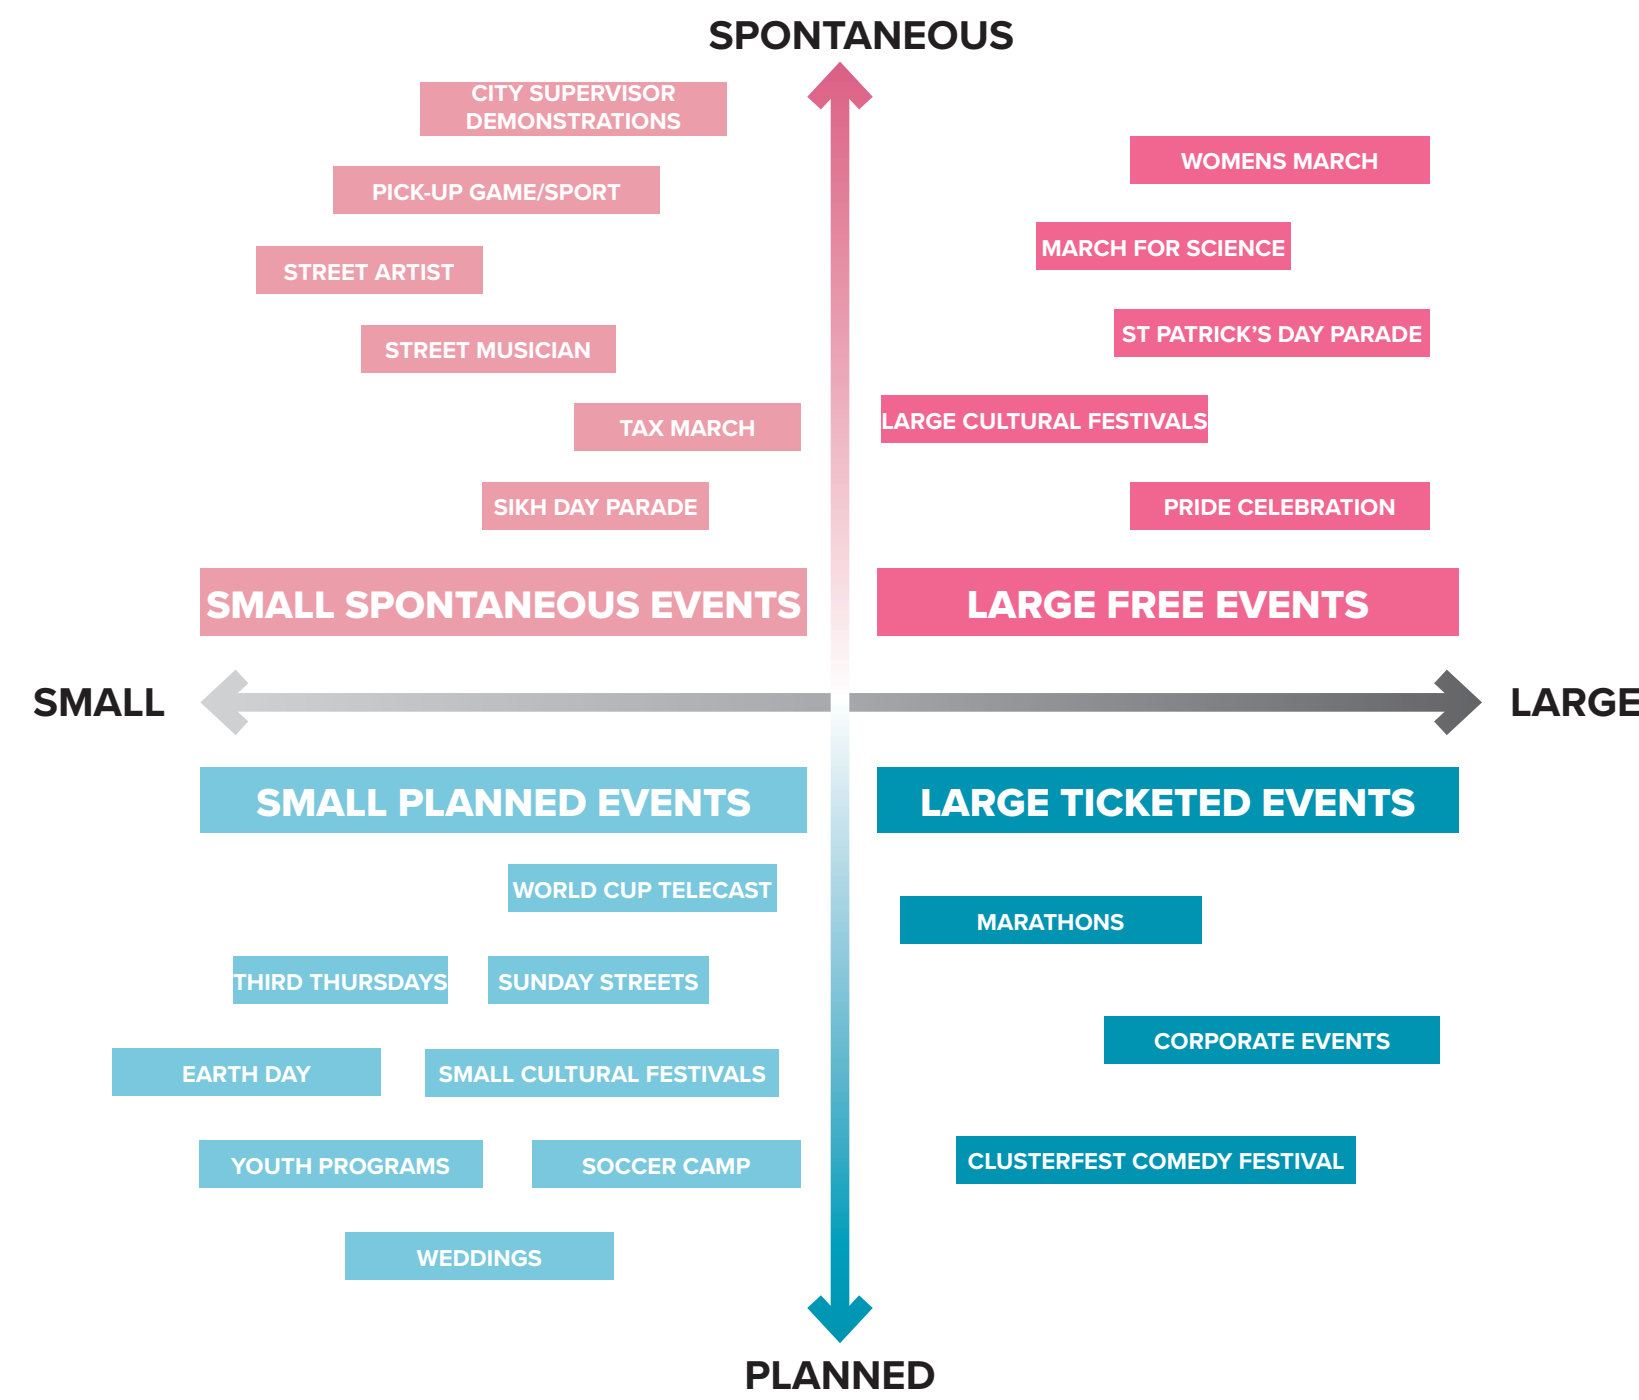 SPONTANEOUS
CITY SUPERVISOR
DEMONSTRATIONS
WOMENS MARCH
PICK-UP GAME/SPORT
MARCH FOR SCIENCE
STREET ARTIST
ST PATRICK’S DAY PARADE
STREET MUSICIAN
LARGE CULTURAL FESTIVALS
TAX MARCH
SIKH DAY PARADE
PRIDE CELEBRATION
SMALL SPONTANEOUS EVENTS
LARGE FREE EVENTS
SMALL
LARGE
SMALL PLANNED EVENTS
LARGE TICKETED EVENTS
WORLD CUP TELECAST
MARATHONS
THIRD THURSDAYS
SUNDAY STREETS
CORPORATE EVENTS
EARTH DAY
SMALL CULTURAL FESTIVALS
YOUTH PROGRAMS
SOCCER CAMP
CLUSTERFEST COMEDY FESTIVAL
WEDDINGS
PLANNED